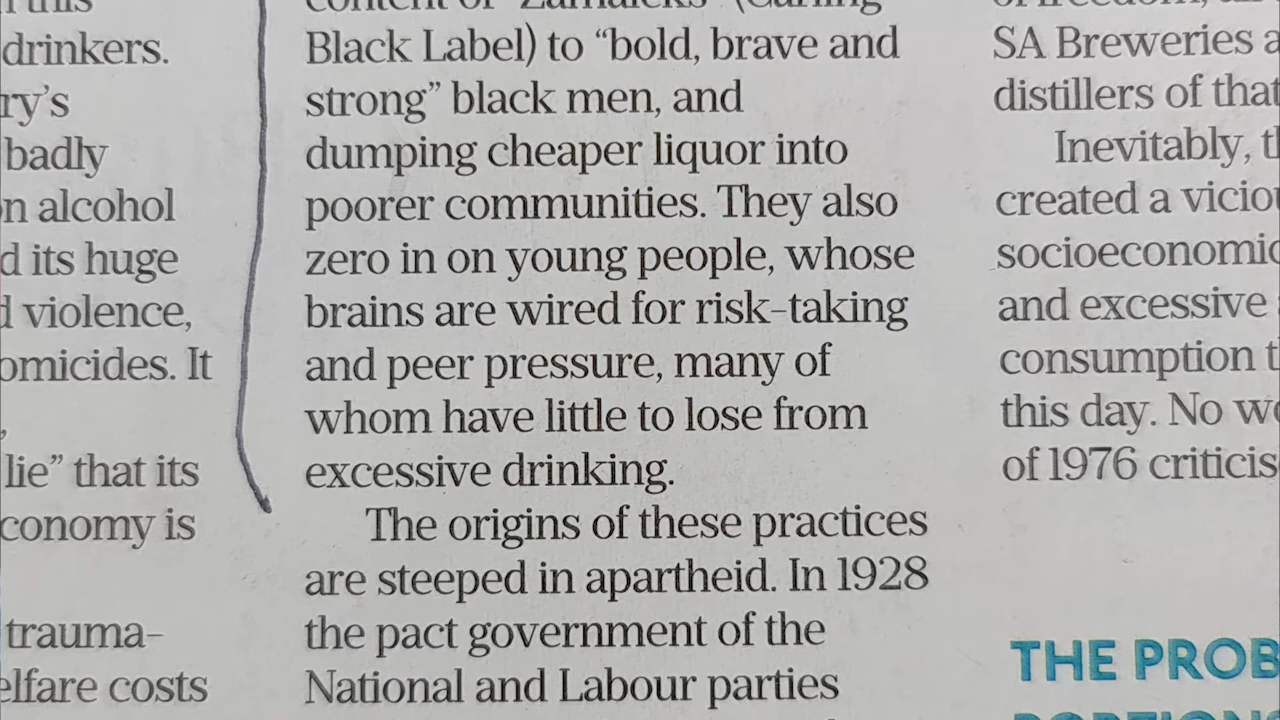 drinkers.
ry's
badly
n alcohol
d its huge
d violence,
omicides. It
,
lie” that its
conomy is
trauma-
elfare costs
Black Label) to “bold, brave and
strong” black men, and
dumping cheaper liquor into
poorer communities. They also
zero in on young people, whose
brains are wired for risk-taking
and peer pressure, many of
whom have little to lose from
excessive drinking.
The origins of these practices
are steeped in apartheid. In 1928
the pact government of the
National and Labour parties
SA Breweries a
distillers of that
Inevitably, t
created a viciou
socioeconomic
and excessive
consumption t
this day. No wo
of 1976 criticis
THE PROB